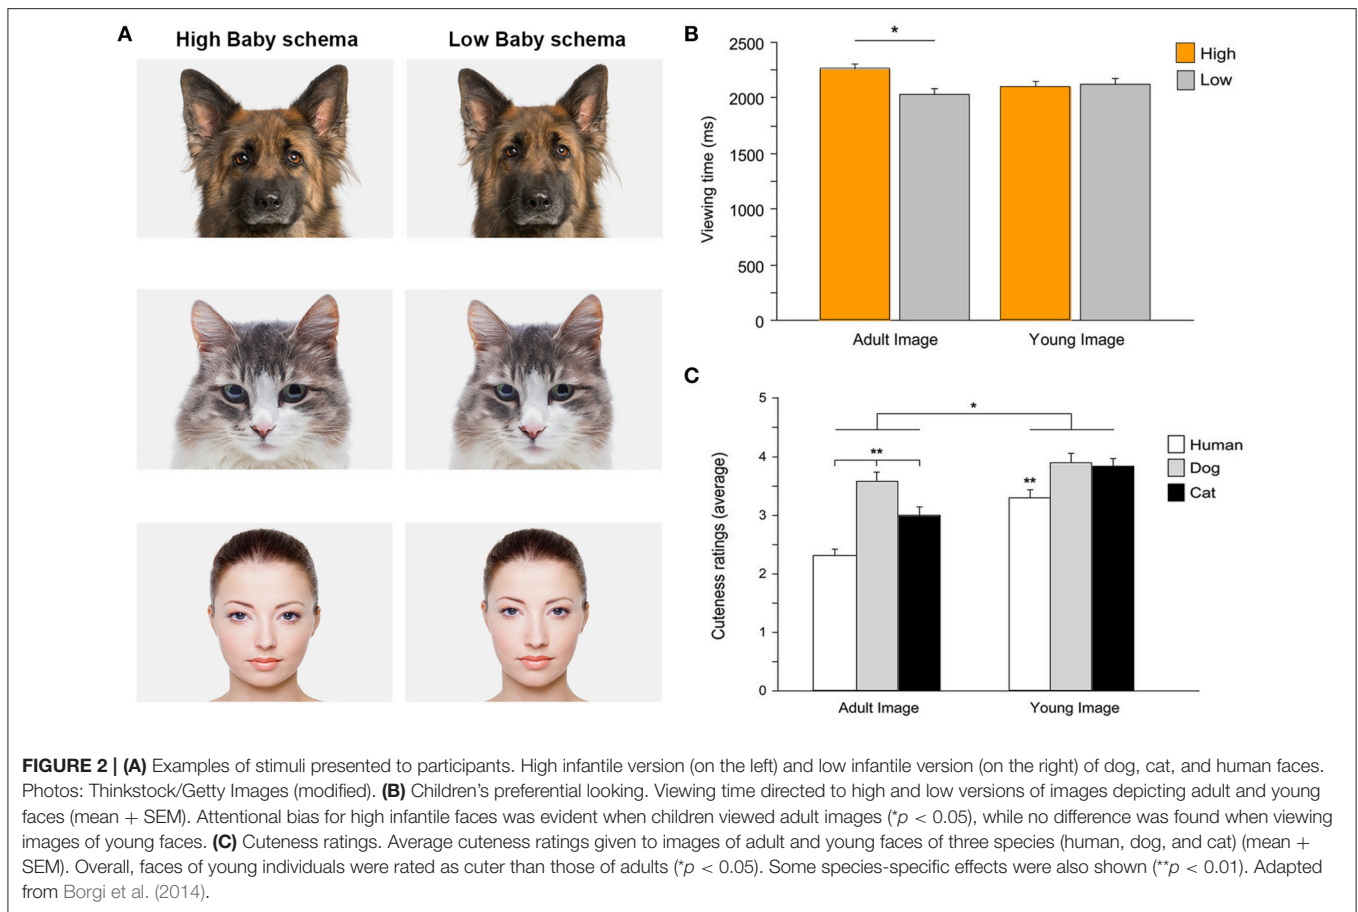 A
High Baby schema
Low Baby schema
B
2500
2000
1500
1000
500
0
Viewing time (ms)
*
High
Low
Adult Image
Young Image
C
5
4
3
2
1
0
Cuteness ratings (average)
*
**
**
Human
Dog
Cat
Adult Image
Young Image
FIGURE 2 | (A) Examples of stimuli presented to participants. High infantile version (on the left) and low infantile version (on the right) of dog, cat, and human faces.
Photos: Thinkstock/Getty Images (modified). (B) Children's preferential looking. Viewing time directed to high and low versions of images depicting adult and young
faces (mean + SEM). Attentional bias for high infantile faces was evident when children viewed adult images (*p < 0.05), while no difference was found when viewing
images of young faces. (C) Cuteness ratings. Average cuteness ratings given to images of adult and young faces of three species (human, dog, and cat) (mean +
SEM). Overall, faces of young individuals were rated as cuter than those of adults (*p < 0.05). Some species-specific effects were also shown (**p < 0.01). Adapted
from Borgi et al. (2014).